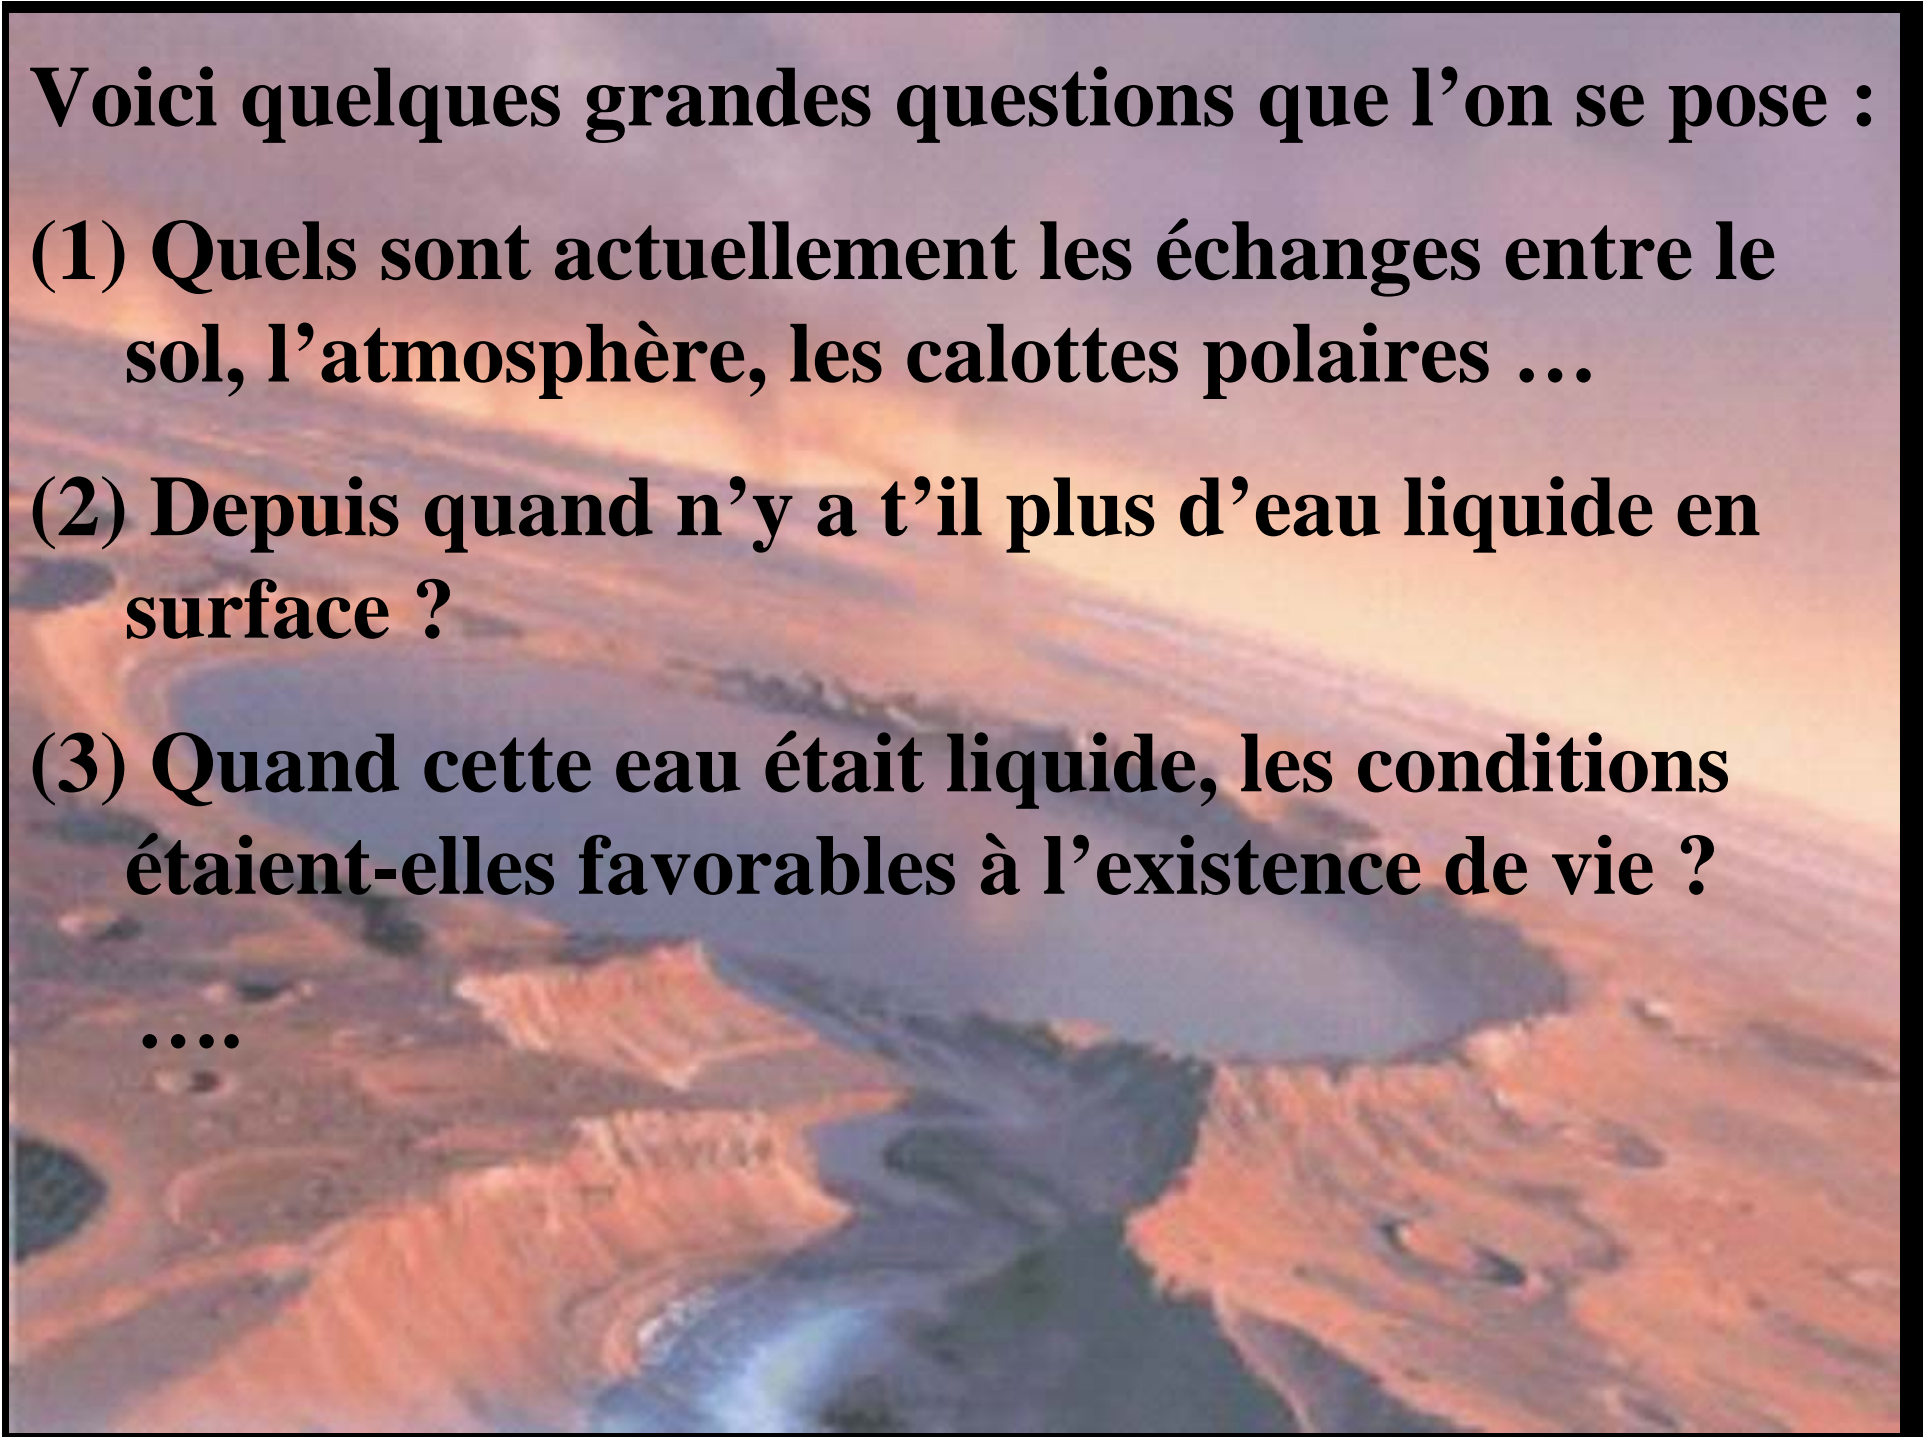 Voici quelques grandes questions que l’on se pose :
(1) Quels sont actuellement les échanges entre le
sol, l’atmosphère, les calottes polaires …
(2) Depuis quand n’y a t’il plus d’eau liquide en
surface ?
(3) Quand cette eau était liquide, les conditions
étaient-elles favorables à l’existence de vie ?
….